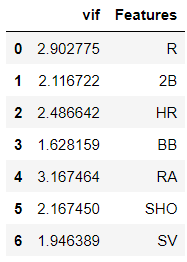 vif Features
0 2.902775 R
1 2.116722 2B
2 2.486642 HR
3 1.628159 BB
4 3.167464 RA
5 2.167450 SHO
6 1.946389 SV